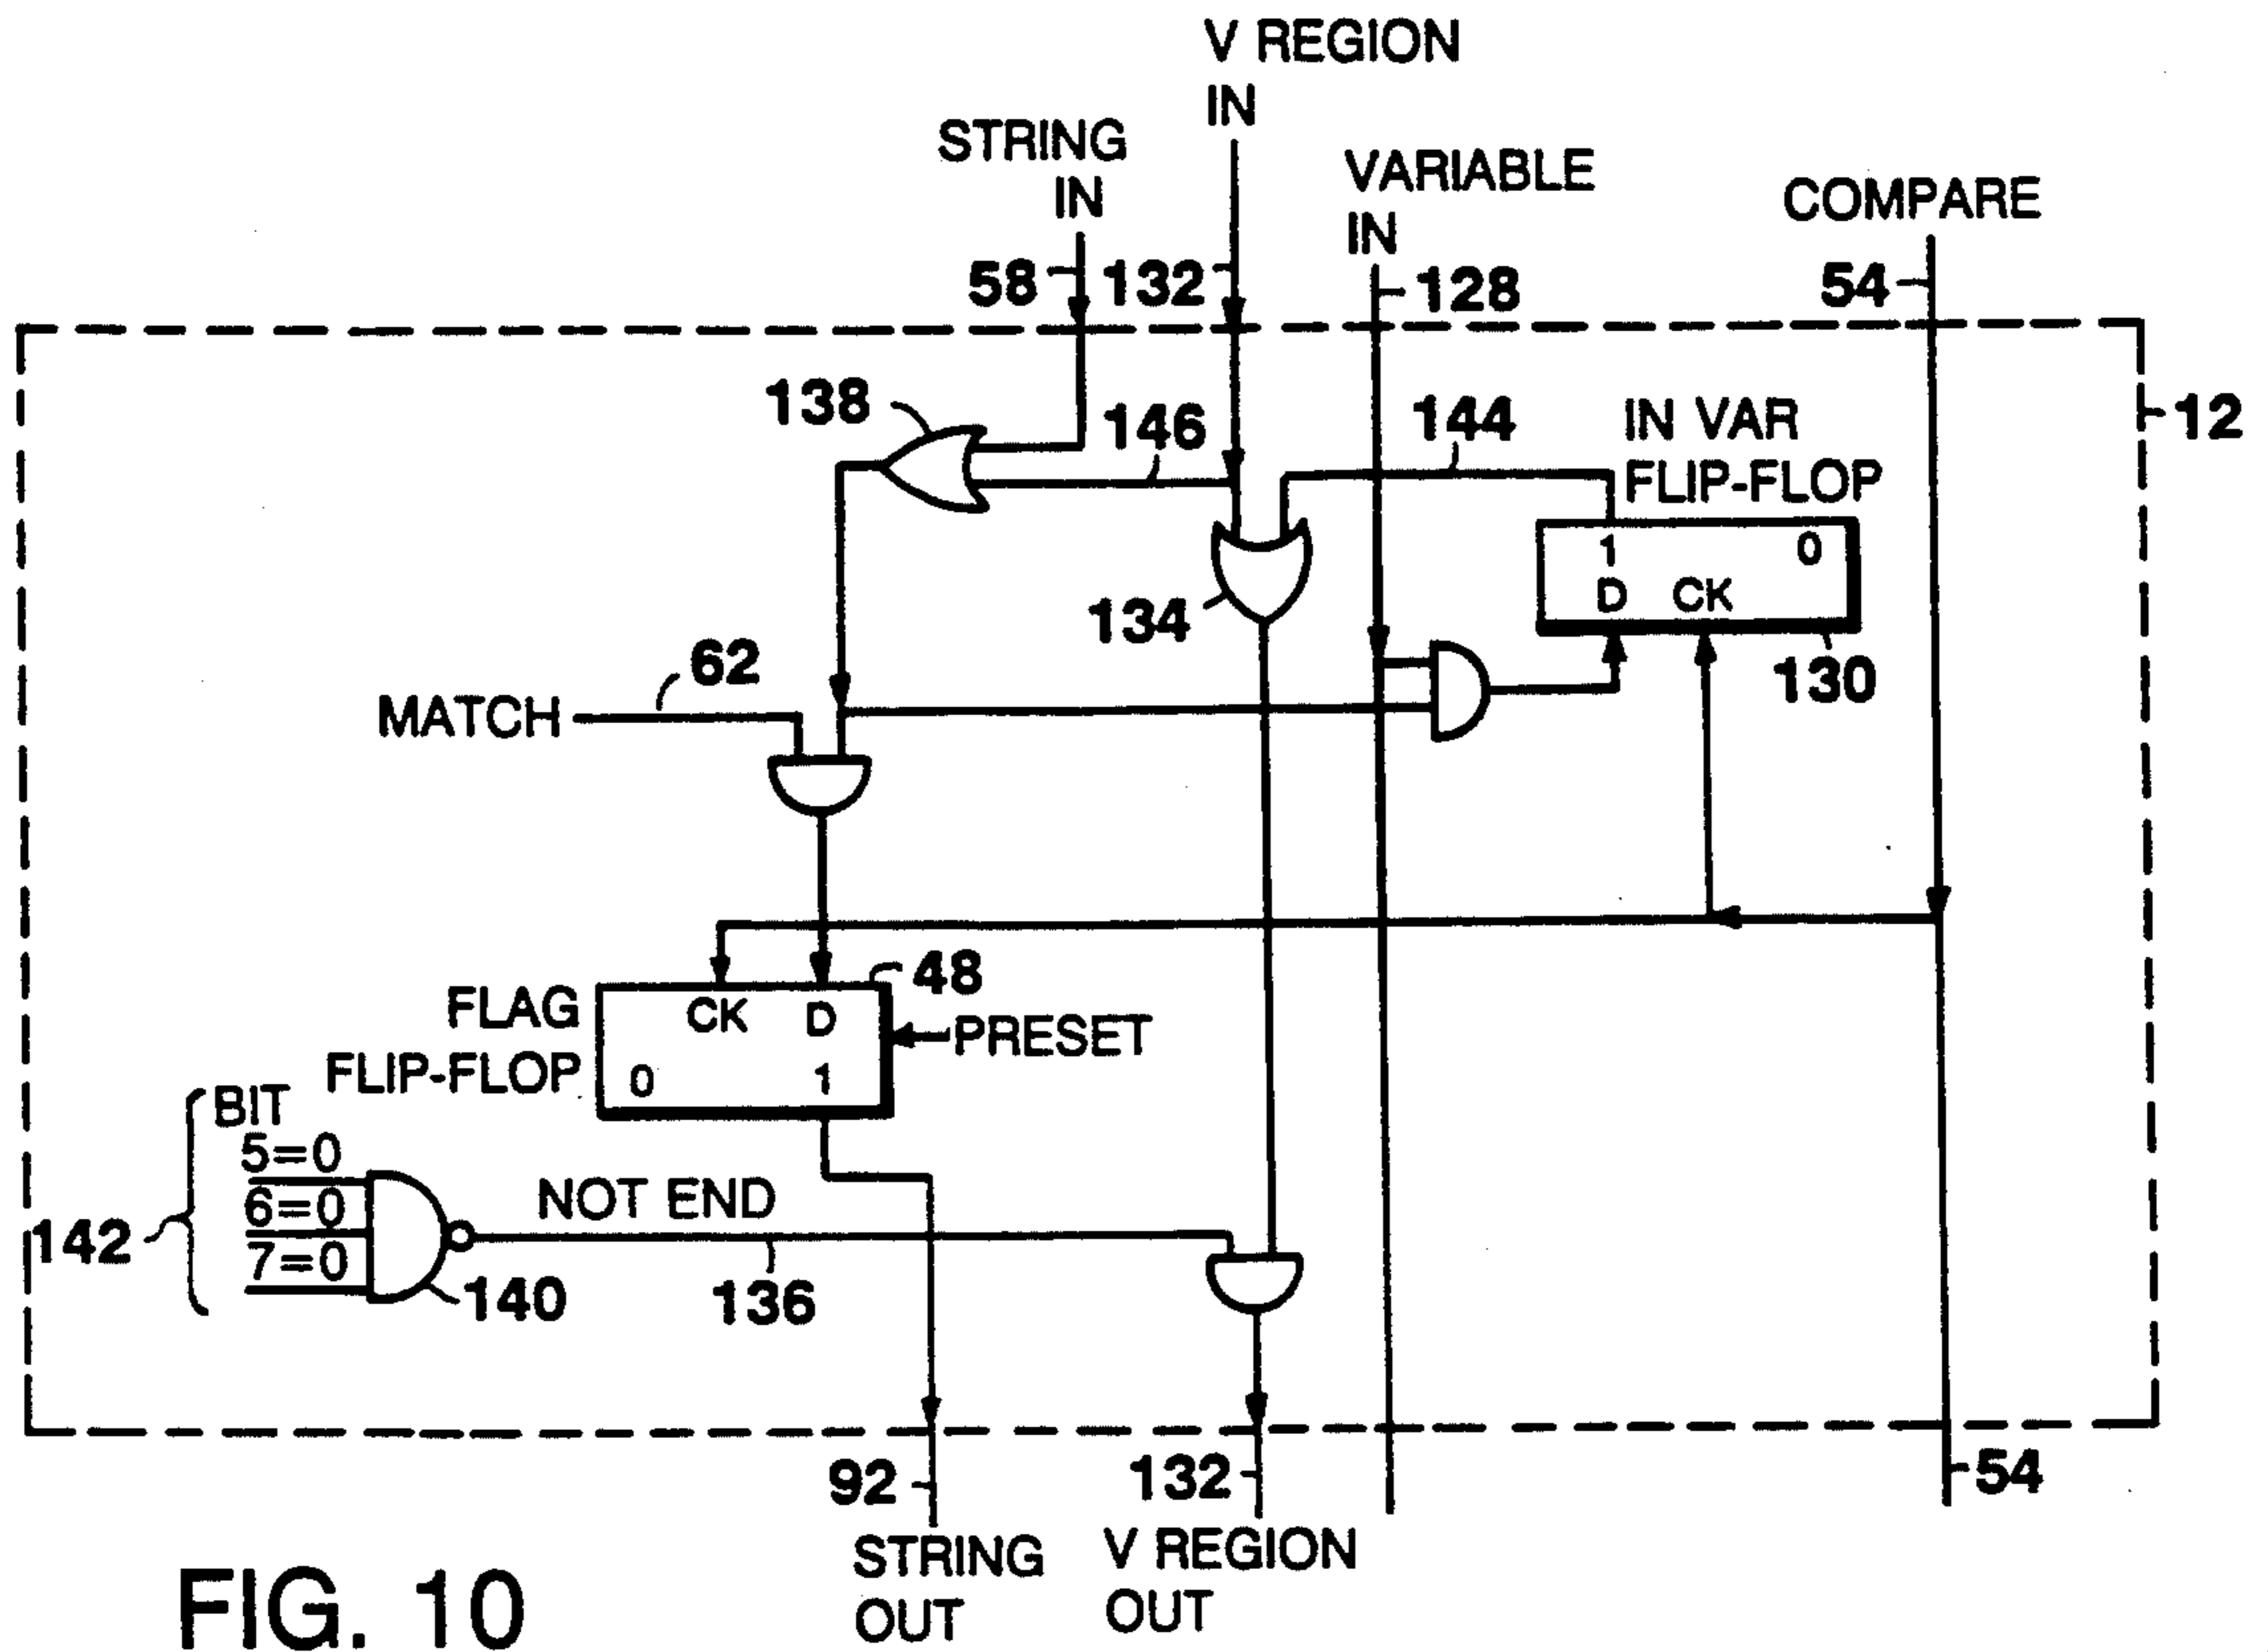 V REGION
IN
STRING
IN
VARIABLE
IN
COMPARE
58
132
128
54
138
146
144
IN VAR
FLIP-FLOP
12
1
0
D
CK
134
130
62
MATCH
48
FLAG
FLIP-FLOP
CK
D
PRESET
0
1
BIT
5=0
6=0
7=0
142
NOT END
140
136
92
132
54
STRING
OUT
V REGION
OUT
FIG. 10